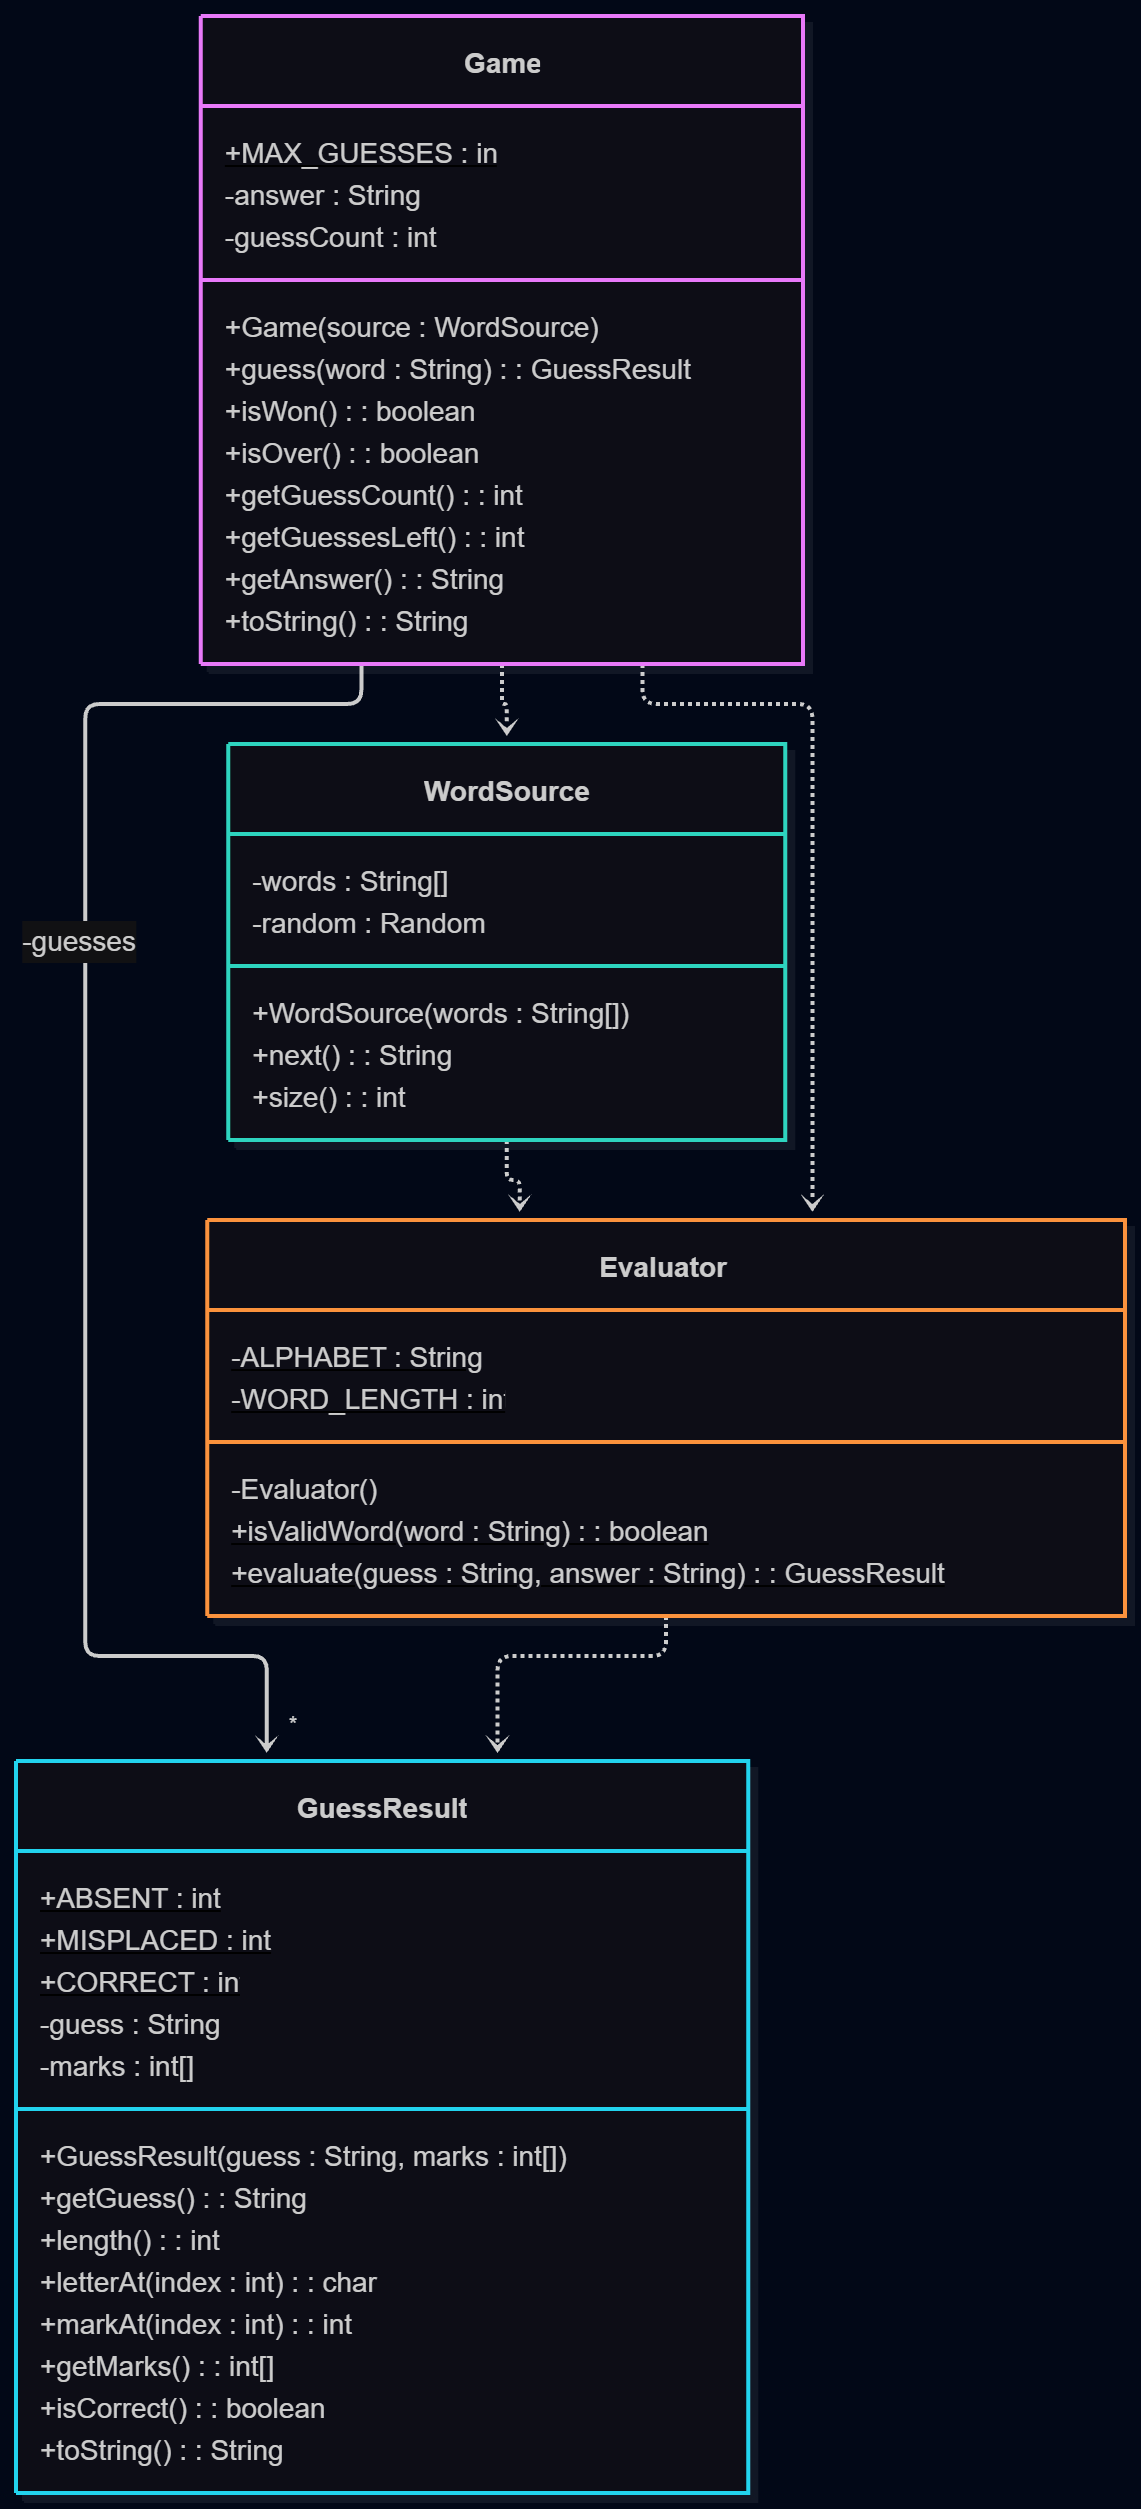 Game
+MAX_GUESSES : in
-answer : String
-guessCount : int
+Game(source : WordSource)
+guess(word : String) : : GuessResult
+isWon() : : boolean
+isOver() : : boolean
+getGuessCount() : : int
+getGuessesLeft() : : int
+getAnswer() : : String
+toString() : : String
WordSource
-words : String[]
-random : Random
-guesses
+WordSource(words : String[])
+next() : : String
+size() : : int
Evaluator
-ALPHABET : String
-WORD_LENGTH : int
-Evaluator()
+isValidWord(word : String) : : boolean
+evaluate(guess : String, answer : String) : : GuessResult
*
GuessResult
+ABSENT : int
+MISPLACED : int
+CORRECT : in
-guess : String
-marks : int[]
+GuessResult(guess : String, marks : int[])
+getGuess() : : String
+length() : : int
+letterAt(index : int) : : char
+markAt(index : int) : : int
+getMarks() : : int[]
+isCorrect() : : boolean
+toString() : : String